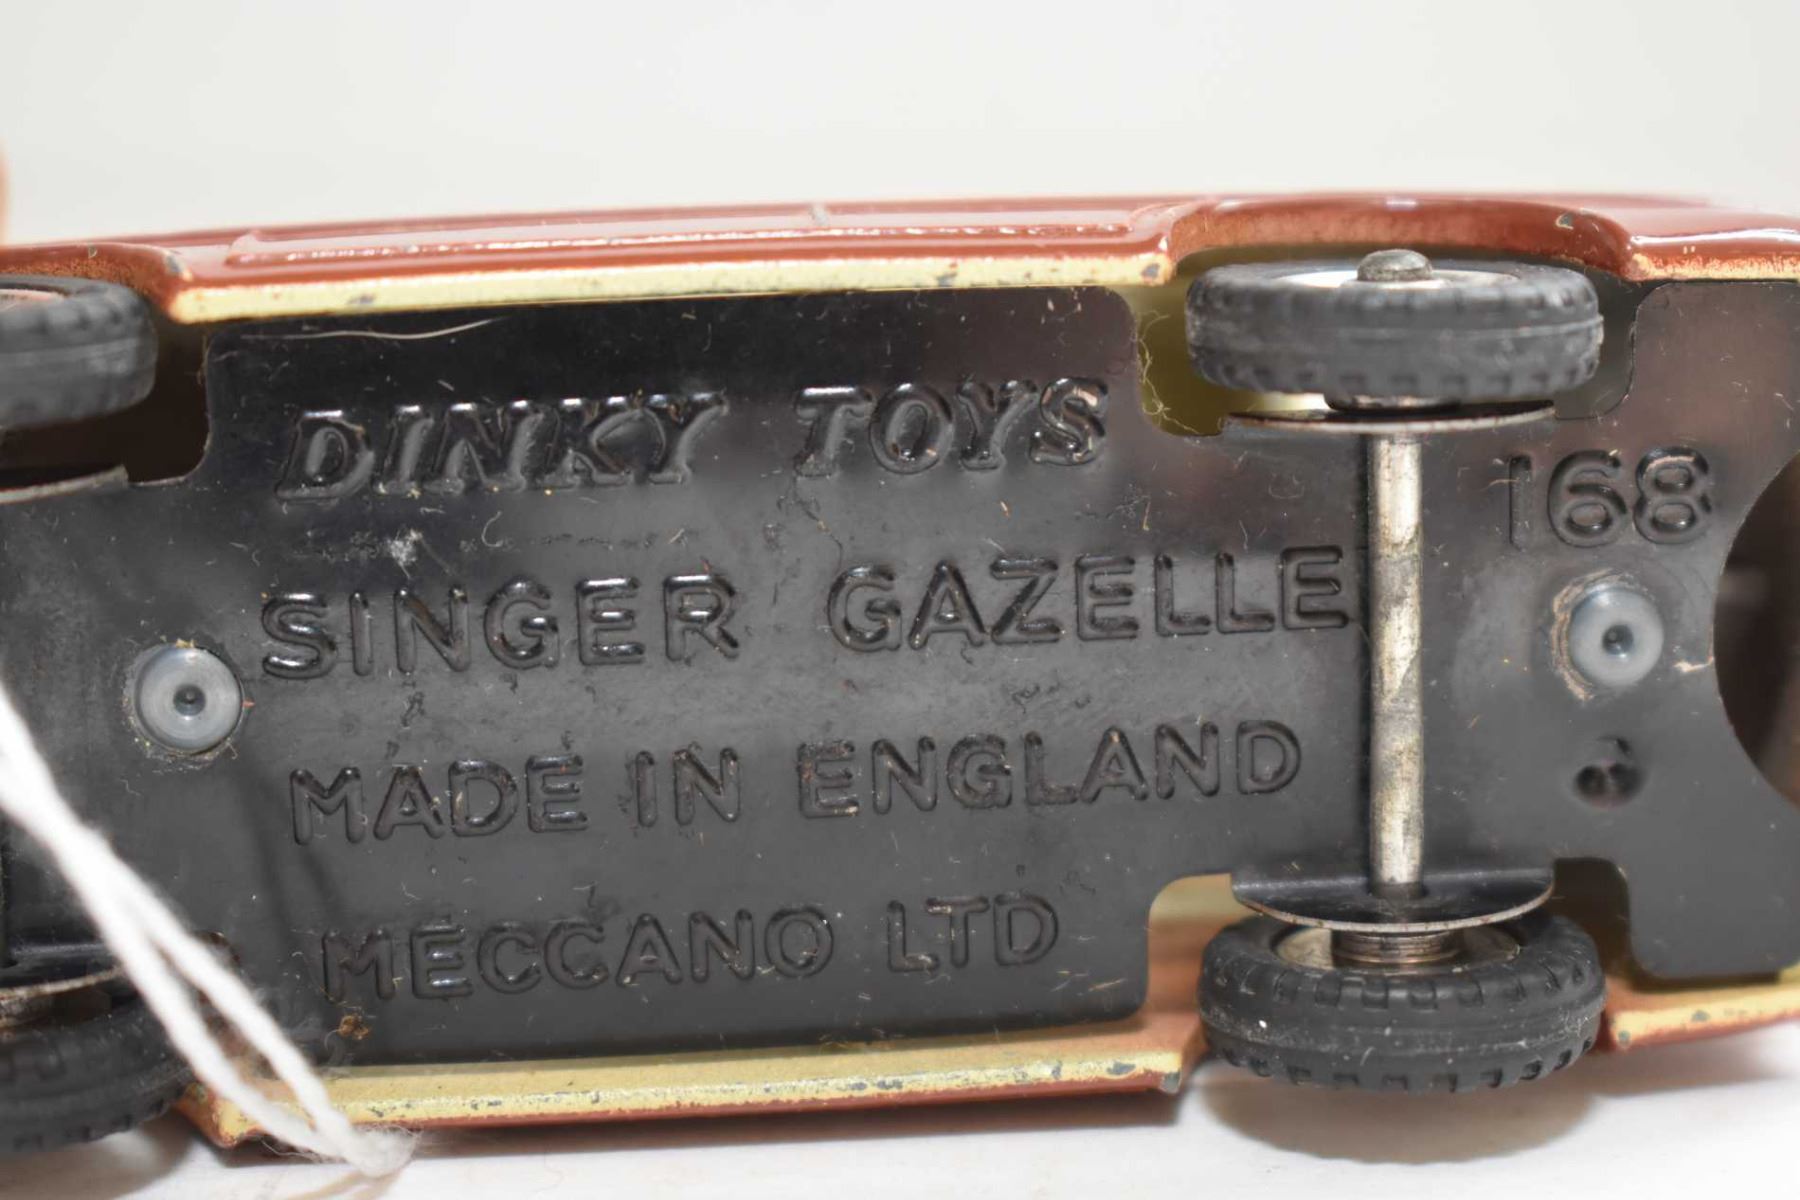 DINKY TOYS
168
SINGER GAZELLE
MADE IN ENGLAND
MECCANO LTD